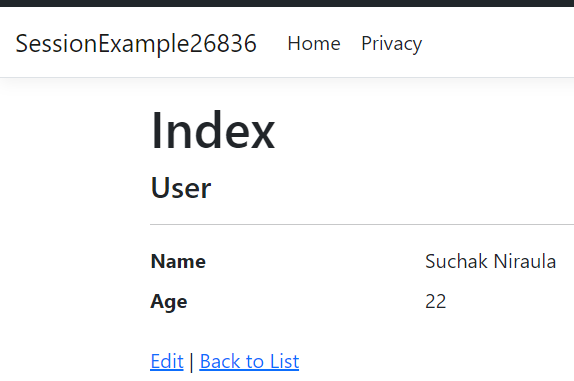 SessionExample26836 Home Privacy
Index
User
Name Suchak Niraula
Age 22
Edit | Back to List